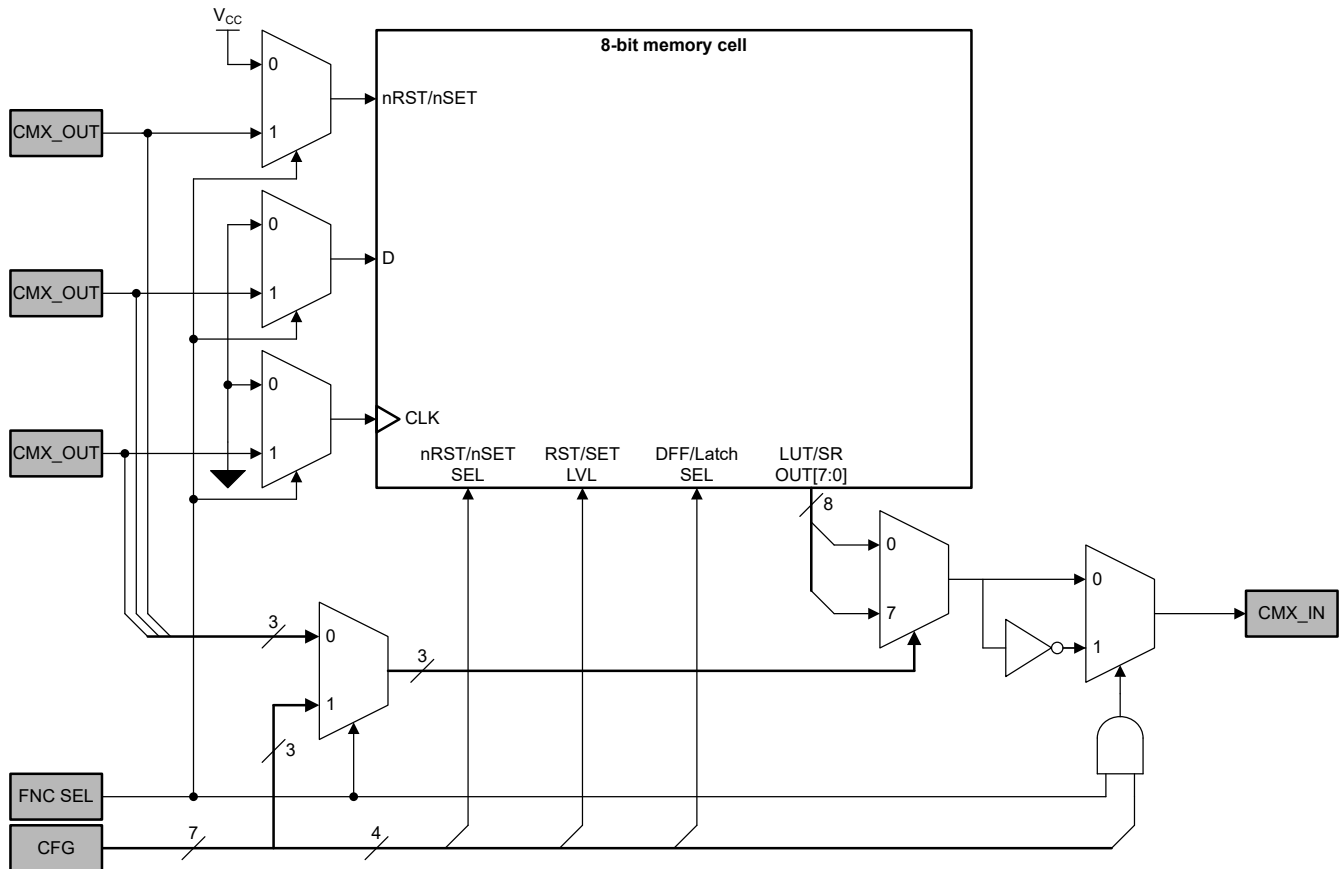 VCC
8-bit memory cell
0
nRST/nSET
CMX_OUT
1
0
D
CMX_OUT
1
0
CLK
CMX_OUT
1
nRST/nSET
SEL
RST/SET
LVL
DFF/Latch
SEL
LUT/SR
OUT[7:0]
8
0
7
0
1
CMX_IN
3
0
3
1
3
FNC SEL
CFG
7
4